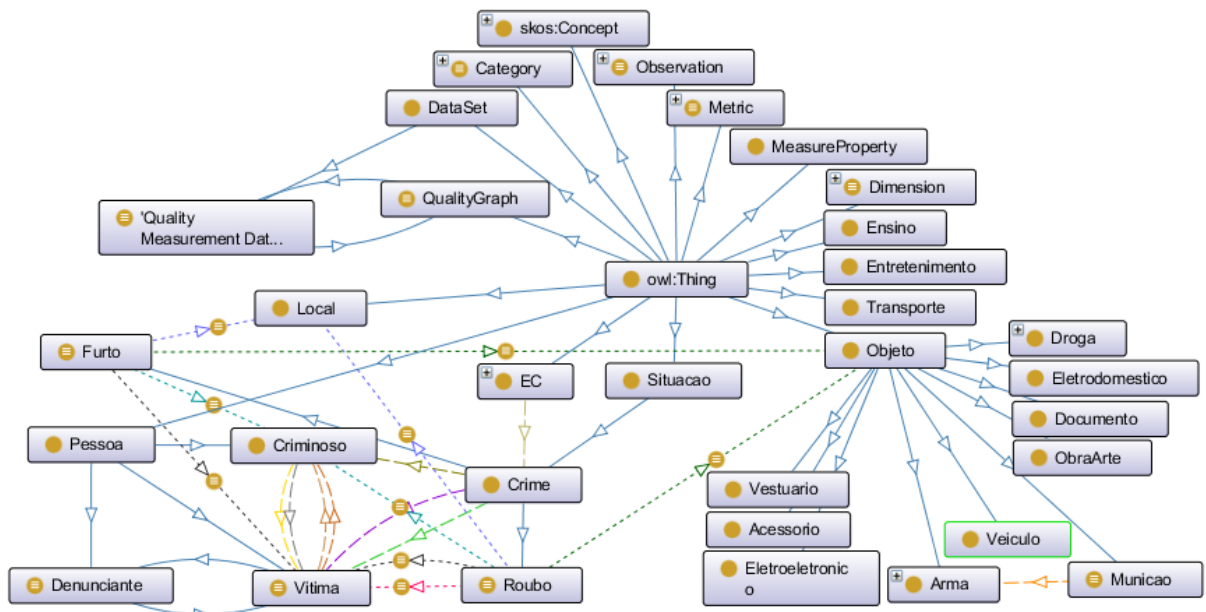 skos:Concept
Category
Observation
DataSet
Metric
MeasureProperty
Dimension
QualityGraph
'Quality
Measurement Dat...
Ensino
Entretenimento
owl:Thing
Transporte
Local
Furto
Objeto
Droga
EC
Situacao
Eletrodomestico
Documento
Pessoa
Criminoso
ObraArte
Crime
Vestuario
Acessorio
Veiculo
Eletroeletronic
o
Denunciante
Vitima
Roubo
Arma
Municao